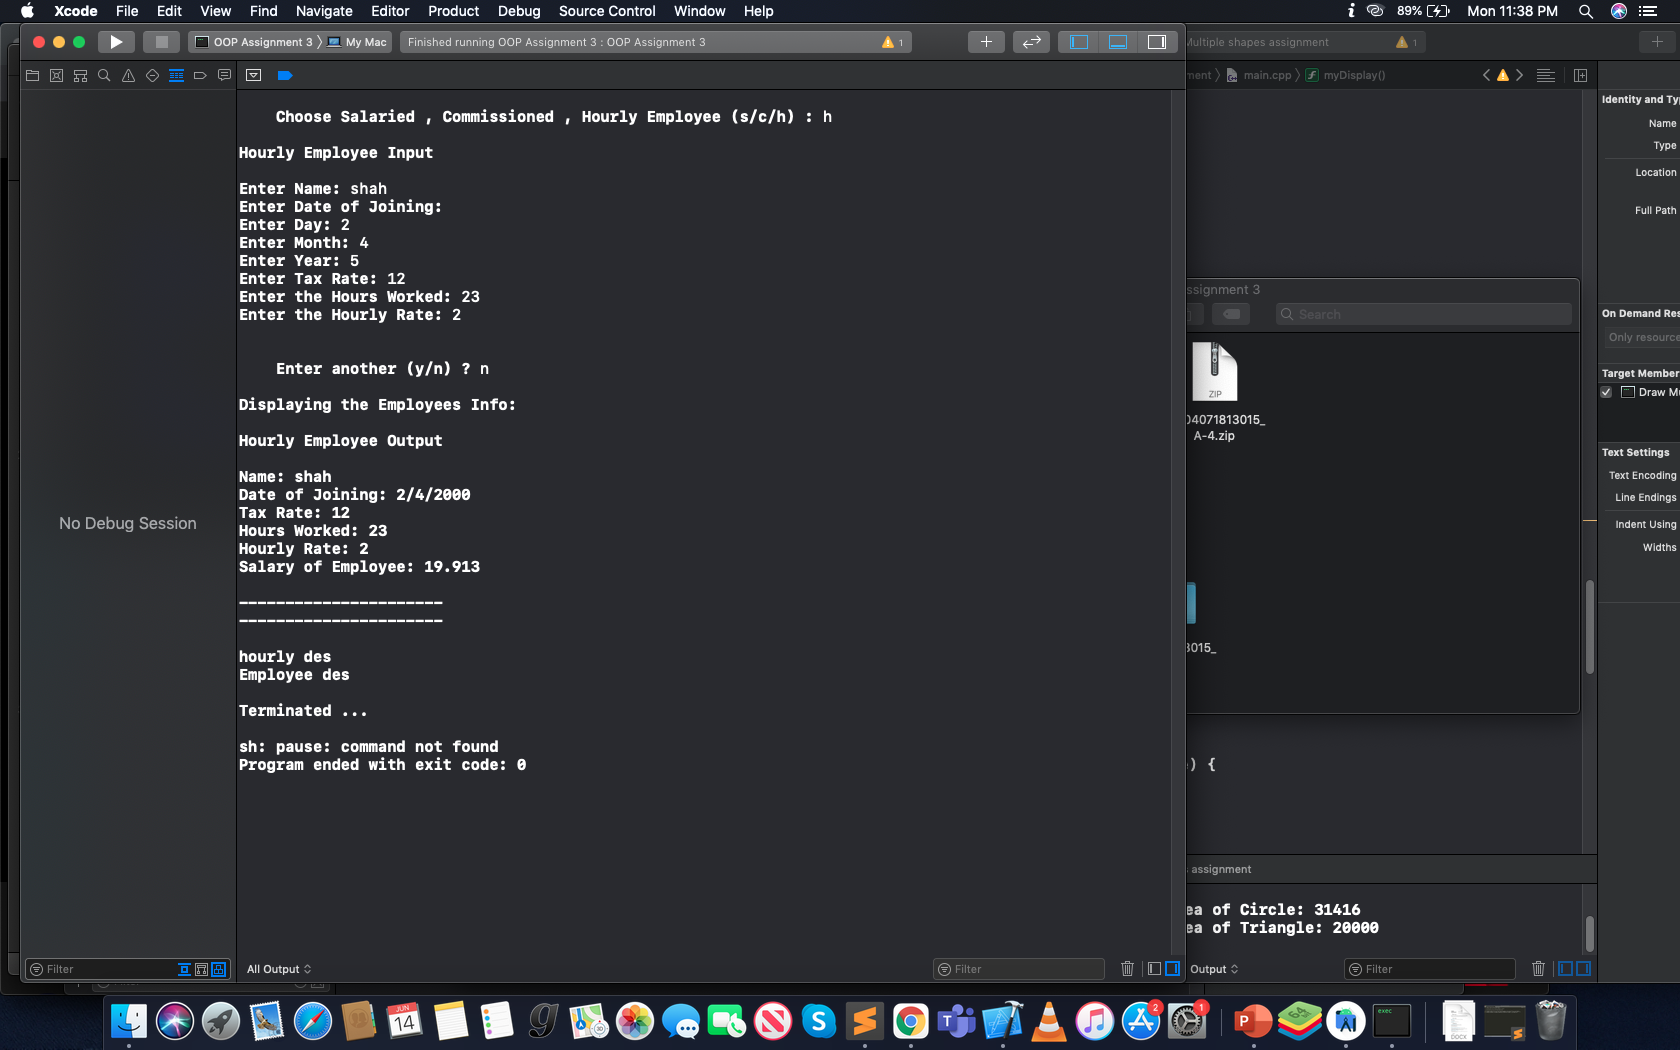 Xcode File Edit View Find Navigate Editor Product Debug Source Control Window Help 89% Mon 11:38 PM
OOP Assignment 3 〉 My Mac
Finished running OOP Assignment 3 : OOP Assignment 3
1
Choose Salaried , Commissioned , Hourly Employee (s/c/h) : h
Hourly Employee Input
Enter Name: shah
Enter Date of Joining:
Enter Day: 2
Enter Month: 4
Enter Year: 5
Enter Tax Rate: 12
Enter the Hours Worked: 23
Enter the Hourly Rate: 2
Enter another (y/n) ? n
Displaying the Employees Info:
Hourly Employee Output
Name: shah
Date of Joining: 2/4/2000
Tax Rate: 12
Hours Worked: 23
Hourly Rate: 2
Salary of Employee: 19.913
----------------------
----------------------
hourly des
Employee des
Terminated ...
sh: pause: command not found
Program ended with exit code: 0
No Debug Session
Filter
All Output
Filter
Multiple shapes assignment
1
ment 〉 main.cpp 〉 myDisplay()
ssignment 3
Search
ZIP
04071813015_
A-4.zip
3015_
) {
assignment
ea of Circle: 31416
ea of Triangle: 20000
Output
Filter
Identity and Ty
Name
Type
Location
Full Path
On Demand Res
Only resource
Target Member
Draw Mu
Text Settings
Text Encoding
Line Endings
Indent Using
Widths
JUN
14
2
1
exec
DOCX